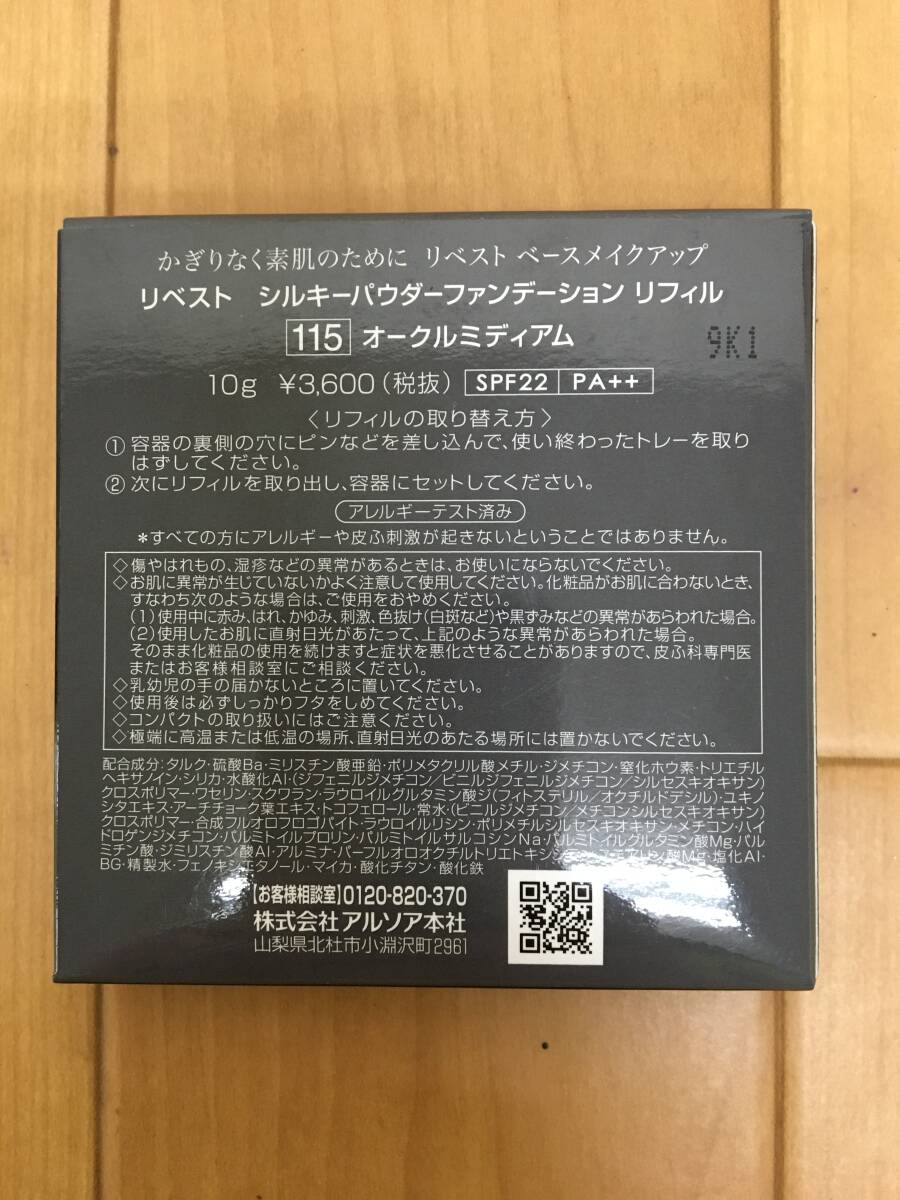 かぎりなく素肌のために リベスト ベースメイクアップ
リベスト シルキーパウダーファンデーション リフィル
115 オークルミディアム
9K1
10g ¥3,600(税抜) SPF22 PA++
〈リフィルの取り替え方〉
①容器の裏側の穴にピンなどを差し込んで、使い終わったトレーを取り
はずしてください。
②次にリフィルを取り出し、容器にセットしてください。
アレルギーテスト済み
*すべての方にアレルギーや皮ふ刺激が起きないということではありません。
◇傷やはれもの、湿疹などの異常があるときは、お使いにならないでください。
◇お肌に異常が生じていないかよく注意して使用してください。化粧品がお肌に合わないとき、
すなわち次のような場合は、ご使用をおやめください。
(1)使用中に赤み、はれ、かゆみ、刺激、色抜け(白斑など)や黒ずみなどの異常があらわれた場合。
(2)使用したお肌に直射日光があたって、上記のような異常があらわれた場合。
そのまま化粧品の使用を続けますと症状を悪化させることがありますので、皮ふ科専門医
またはお客様相談室にご相談ください。
◇乳幼児の手の届かないところに置いてください。
◇使用後は必ずしっかりフタをしめてください。
◇コンパクトの取り扱いにはご注意ください。
◇極端に高温または低温の場所、直射日光のあたる場所には置かないでください。
配合成分:タルク・硫酸Ba・ミリスチン酸亜鉛・ポリメタクリル酸メチル・ジメチコン・窒化ホウ素・トリエチル
ヘキサノイン・シリカ・水酸化Al・(ジフェニルジメチコン/ビニルジフェニルジメチコン/シルセスキオキサン)
クロスポリマー・ワセリン・スクワラン・ラウロイルグルタミン酸ジ(フィトステリル/オクチルドデシル)・ユキノ
シタエキス・アーチチョーク葉エキス・トコフェロール・常水・(ビニルジメチコン/メチコンシルセスキオキサン)
クロスポリマー・合成フルオロフロゴパイト・ラウロイルリシン・ポリメチルシルセスキオキサン・メチコン・ハイ
ドロゲンジメチコン・パルミトイルプロリン・パルミトイルサルコシンNa・パルミトイルグルタミン酸Mg・パル
ミチン酸・ジミリスチン酸Al・アルミナ・パーフルオロオクチルトリエトキシシラン・ステアリン酸Mg・塩化Al・
BG・精製水・フェノキシエタノール・マイカ・酸化チタン・酸化鉄
【お客様相談室】0120-820-370
株式会社アルソア本社
山梨県北杜市小淵沢町2961